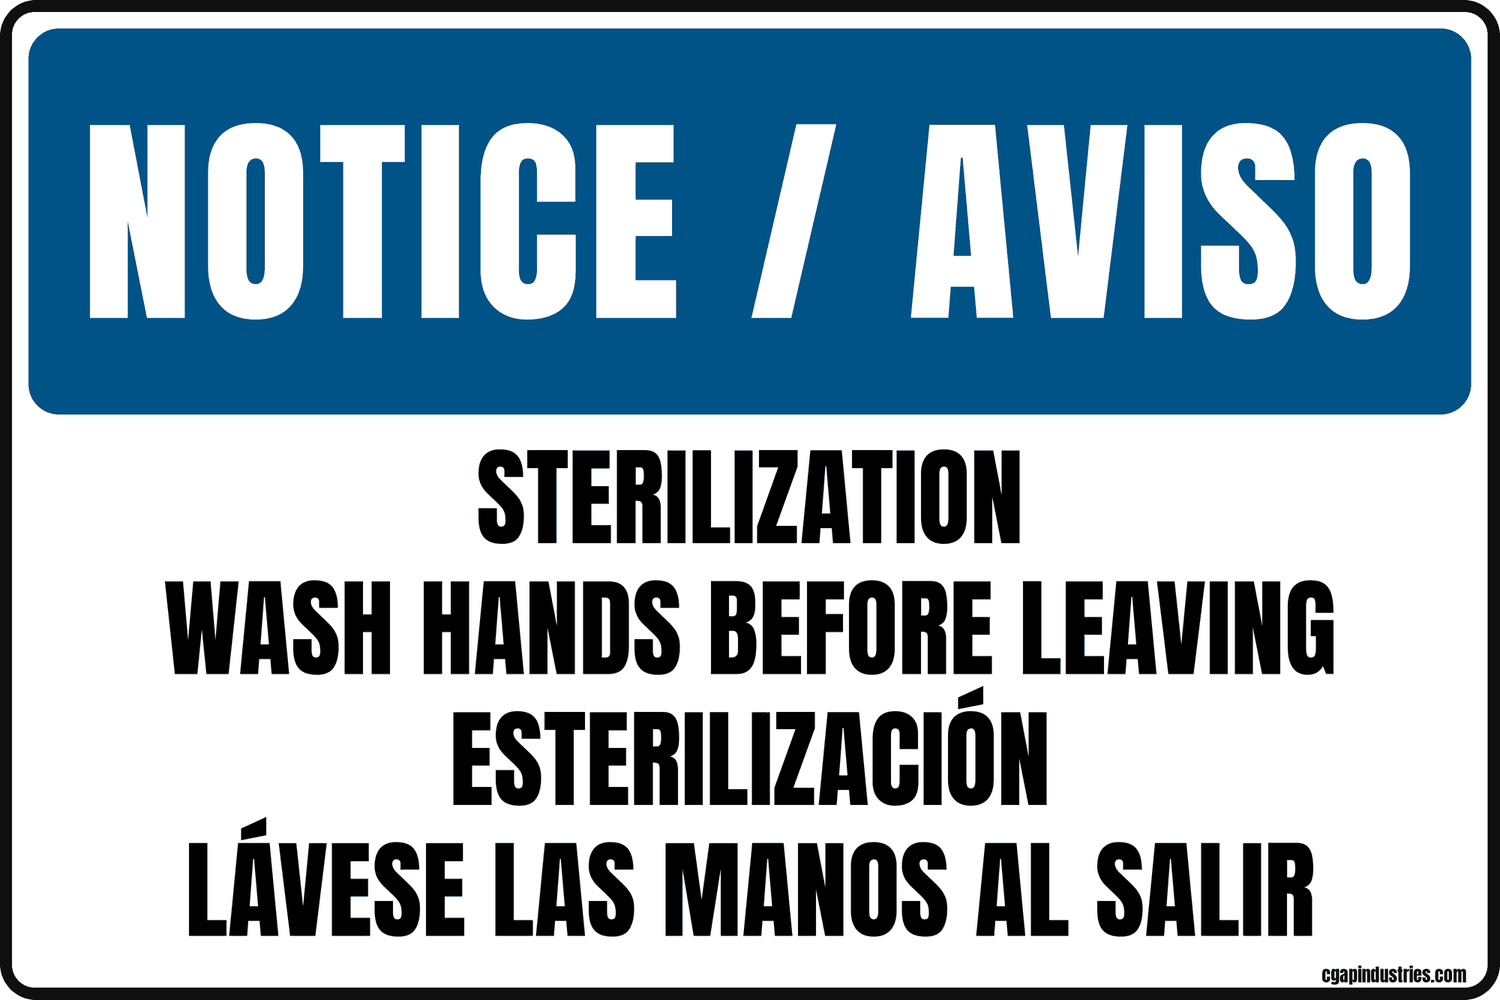 NOTICE / AVISO
STERILIZATION
WASH HANDS BEFORE LEAVING
ESTERILIZACIÓN
LÁVESE LAS MANOS AL SALIR
cgapindustries.com